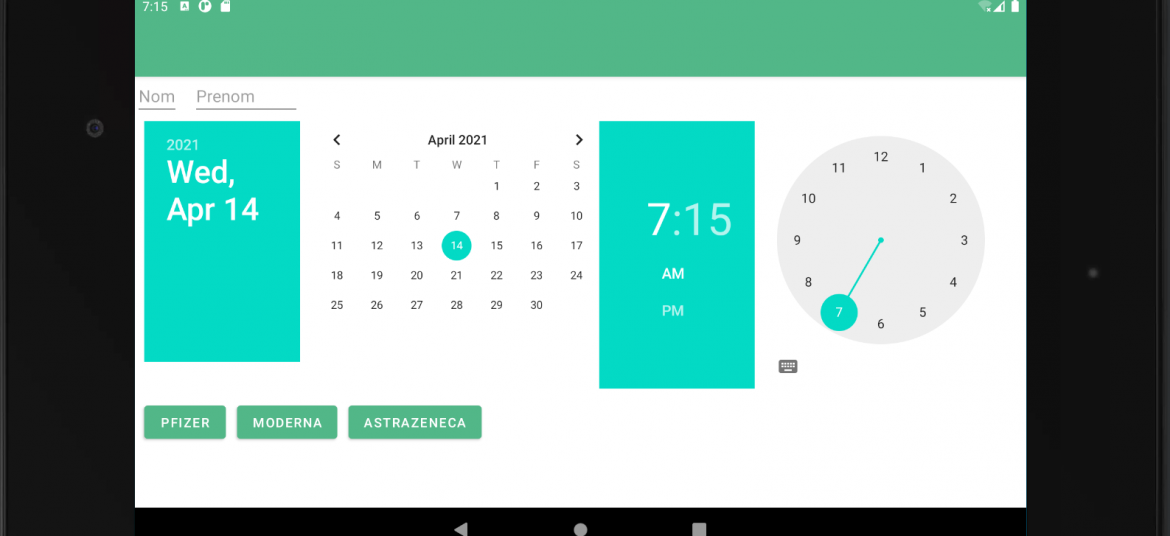 7:15
Nom Prenom
2021
Wed,
Apr 14
April 2021
S M T W T F S
1 2 3
4 5 6 7 8 9 10
11 12 13 14 15 16 17
18 19 20 21 22 23 24
25 26 27 28 29 30
7:15
AM
PM
12
11 1
10 2
9 3
8 4
7 5
6
PFIZER MODERNA ASTRAZENECA